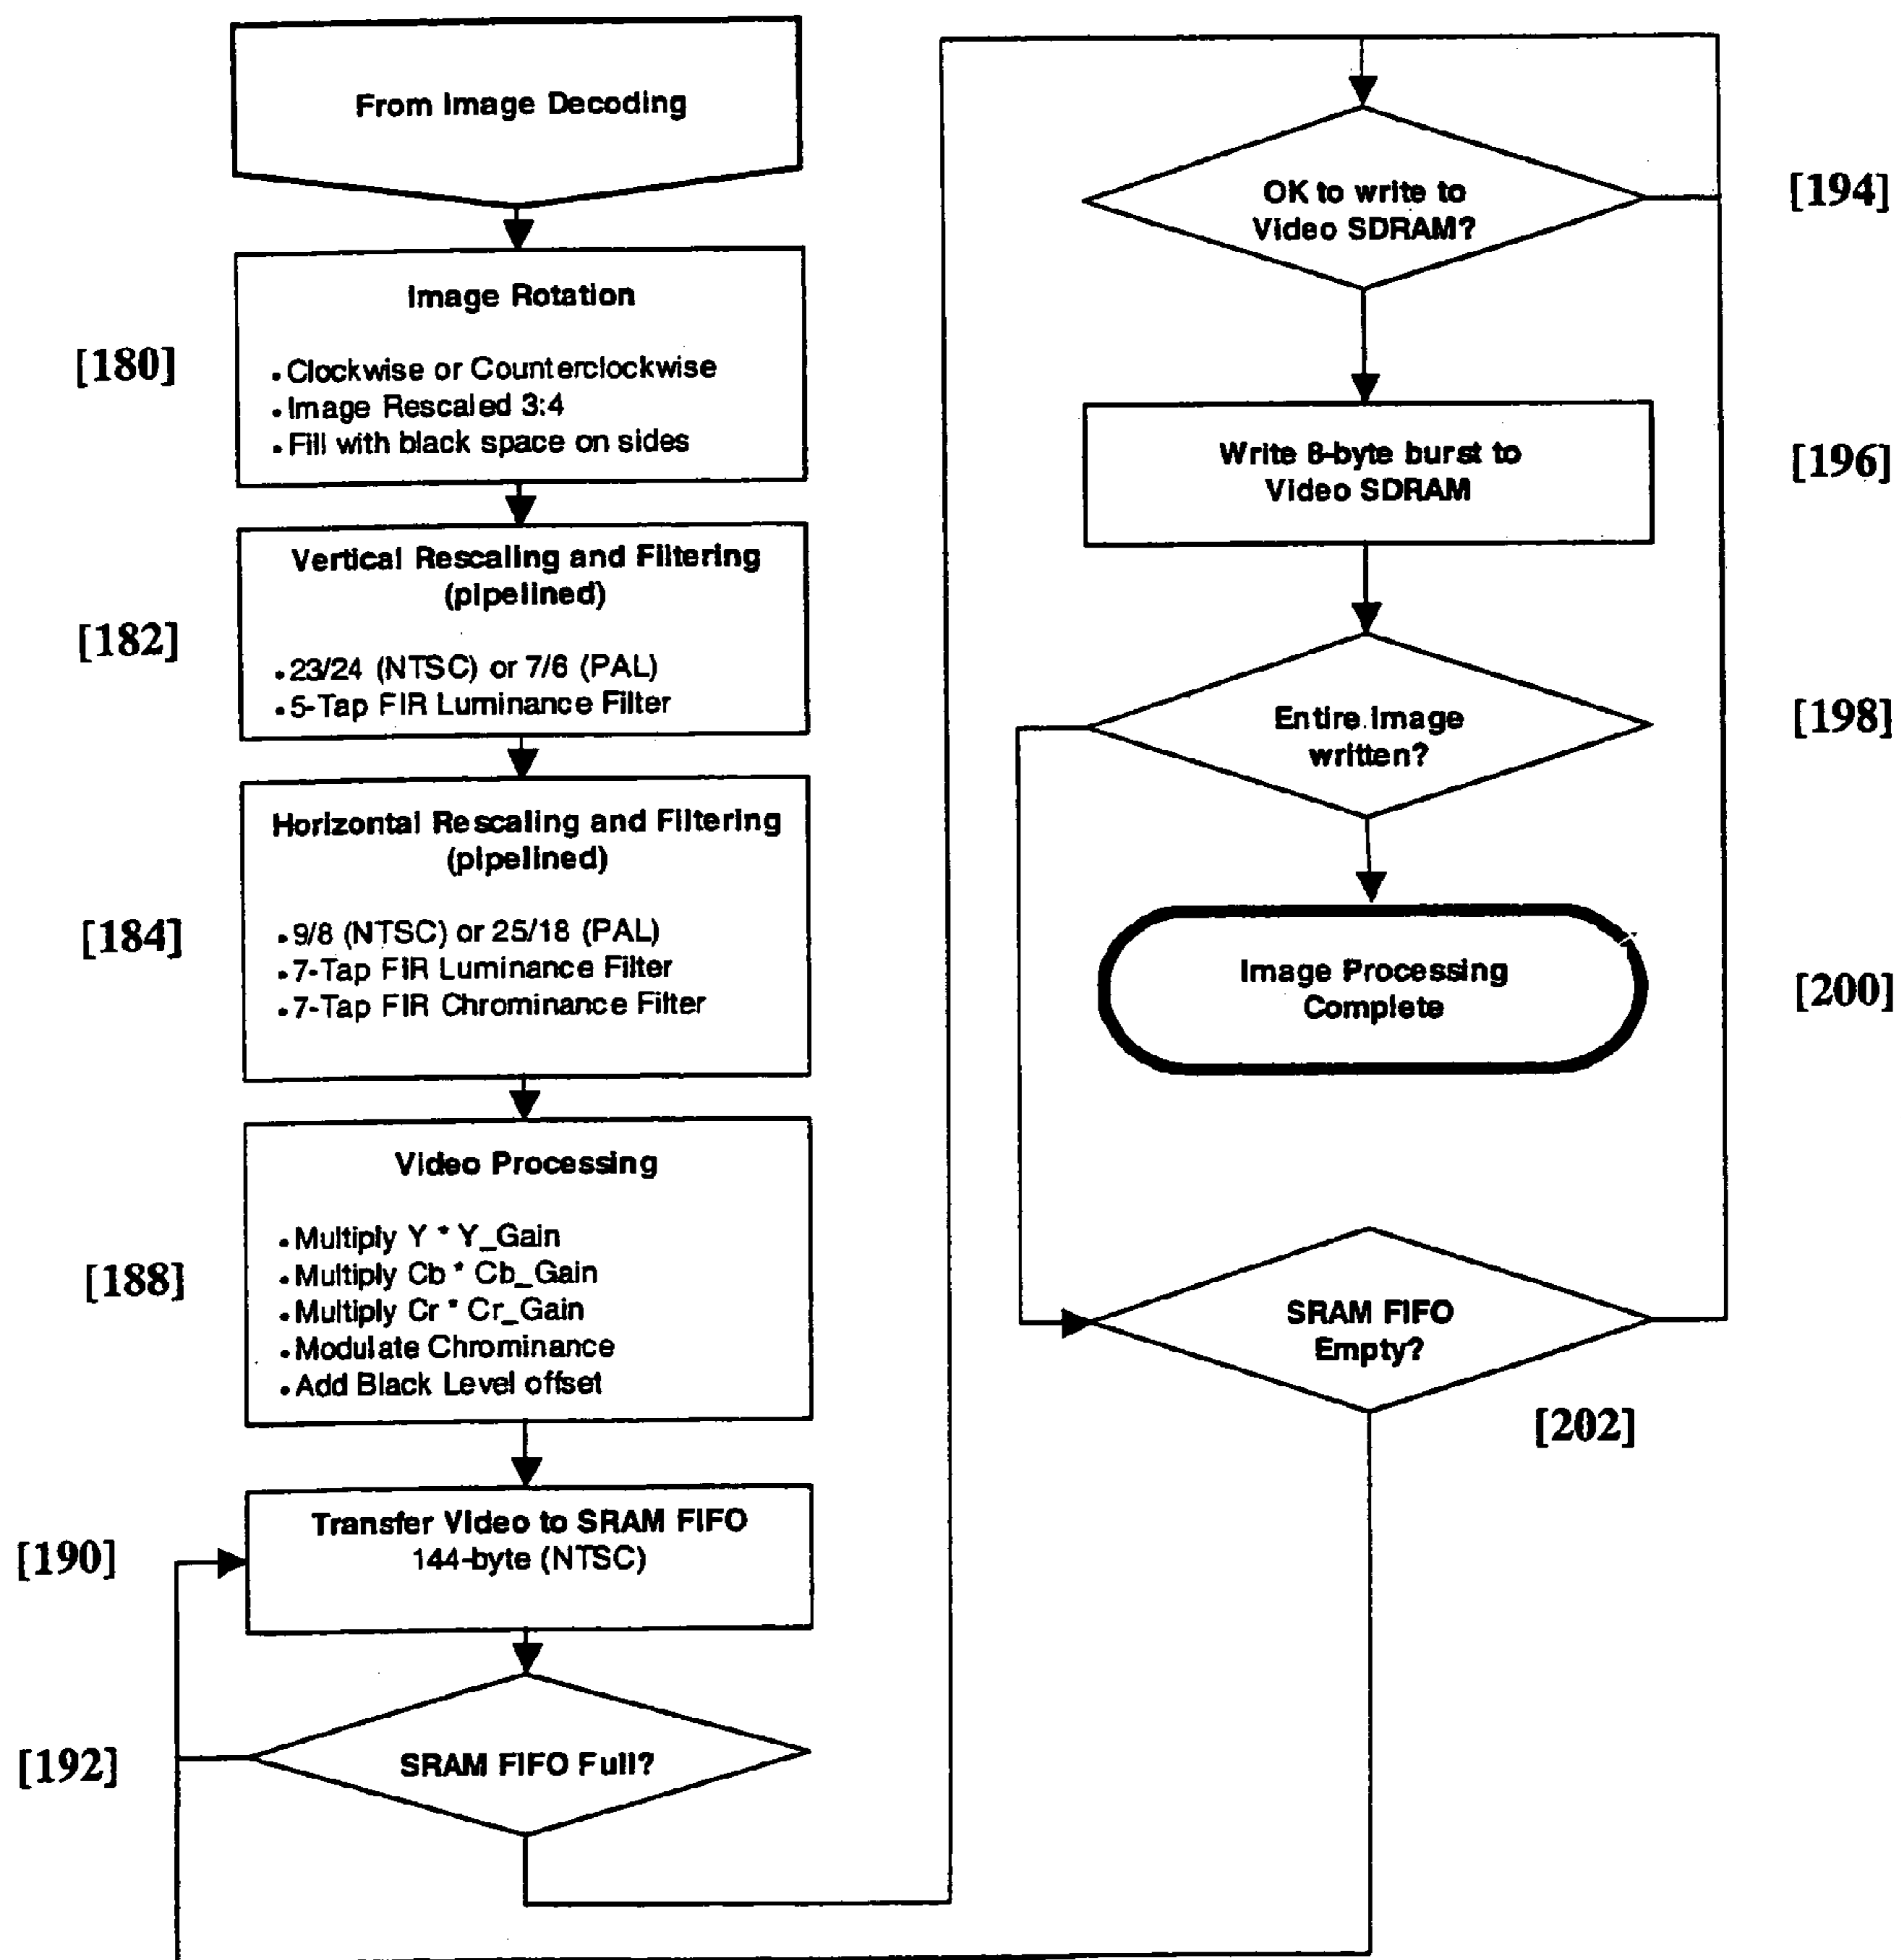 From Image Decoding
[180]
Image Rotation
• Clockwise or Counterclockwise
• Image Rescaled 3:4
• Fill with black space on sides
[182]
Vertical Rescaling and Filtering
(pipelined)
• 23/24 (NTSC) or 7/6 (PAL)
• 5-Tap FIR Luminance Filter
[184]
Horizontal Rescaling and Filtering
(pipelined)
• 9/8 (NTSC) or 25/18 (PAL)
• 7-Tap FIR Luminance Filter
• 7-Tap FIR Chrominance Filter
[188]
Video Processing
• Multiply Y * Y_Gain
• Multiply Cb * Cb_Gain
• Multiply Cr * Cr_Gain
• Modulate Chrominance
• Add Black Level offset
[190]
Transfer Video to SRAM FIFO
144-byte (NTSC)
[192]
SRAM FIFO Full?
OK to write to
Video SDRAM?
[194]
Write 8-byte burst to
Video SDRAM
[196]
Entire Image
written?
[198]
Image Processing
Complete
[200]
SRAM FIFO
Empty?
[202]